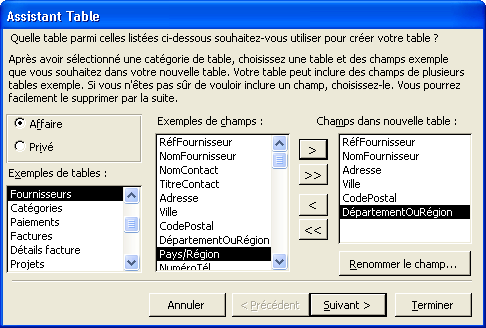 Assistant Table
Quelle table parmi celles listées ci-dessous souhaitez-vous utiliser pour créer votre table ?
Après avoir sélectionné une catégorie de table, choisissez une table et des champs exemple
que vous souhaitez dans votre nouvelle table. Votre table peut inclure des champs de plusieurs
tables exemple. Si vous n'êtes pas sûr de vouloir inclure un champ, choisissez-le. Vous pourrez
facilement le supprimer par la suite.
Affaire
Privé
Exemples de tables :
Fournisseurs
Catégories
Paiements
Factures
Détails facture
Projets
Exemples de champs :
RéfFournisseur
NomFournisseur
NomContact
TitreContact
Adresse
Ville
CodePostal
DépartementOuRégion
Pays/Région
NuméroTél
>
>>
<
<<
Champs dans nouvelle table :
RéfFournisseur
NomFournisseur
Adresse
Ville
CodePostal
DépartementOuRégion
Renommer le champ...
Annuler
< Précédent
Suivant >
Terminer